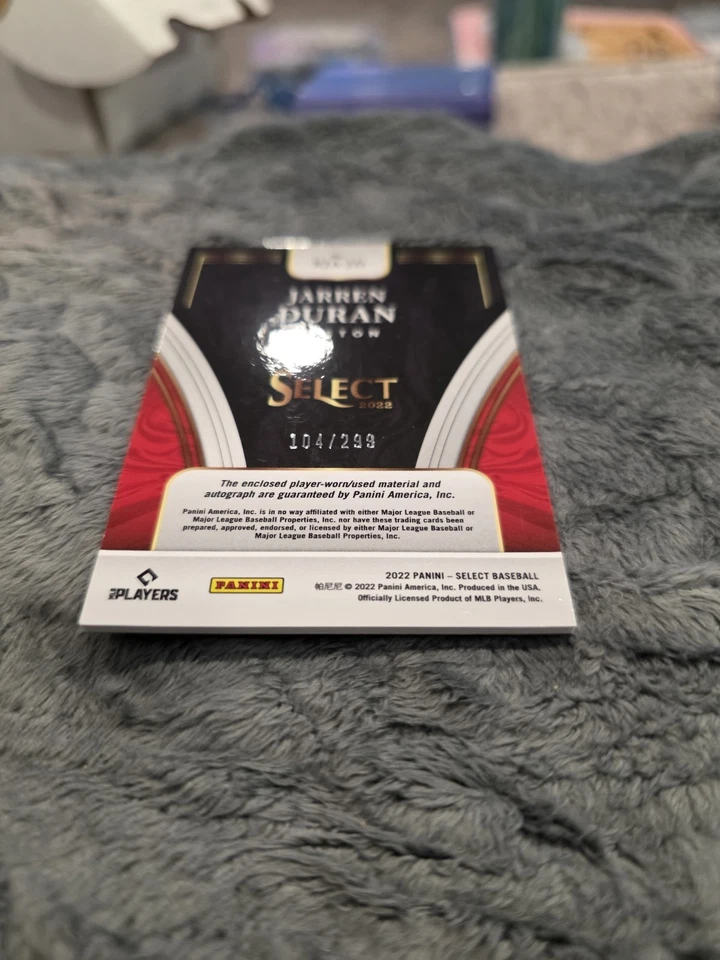 JARREN
DURAN
SELECT
2022
104/299
The enclosed player-worn/used material and
autograph are guaranteed by Panini America, Inc.
Panini America, Inc. is in no way affiliated with either Major League Baseball or
Major League Baseball Properties, Inc. nor have these trading cards been
prepared, approved, endorsed, or licensed by either Major League Baseball or
Major League Baseball Properties, Inc.
MLB PLAYERS
PANINI
2022 PANINI – SELECT BASEBALL
帕尼尼 © 2022 Panini America, Inc. Produced in the USA.
Officially Licensed Product of MLB Players, Inc.